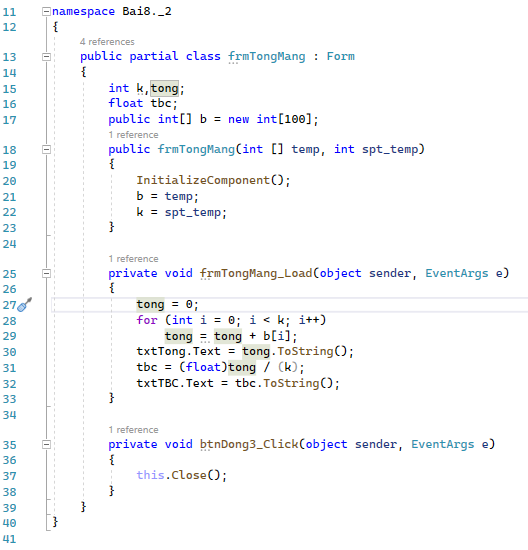 11 namespace Bai8._2
12 {
4 references
13 public partial class frmTongMang : Form
14 {
15 int k,tong;
16 float tbc;
17 public int[] b = new int[100];
1 reference
18 public frmTongMang(int [] temp, int spt_temp)
19 {
20 InitializeComponent();
21 b = temp;
22 k = spt_temp;
23 }
24
1 reference
25 private void frmTongMang_Load(object sender, EventArgs e)
26 {
27 tong = 0;
28 for (int i = 0; i < k; i++)
29 tong = tong + b[i];
30 txtTong.Text = tong.ToString();
31 tbc = (float)tong / (k);
32 txtTBC.Text = tbc.ToString();
33 }
34
1 reference
35 private void btnDong3_Click(object sender, EventArgs e)
36 {
37 this.Close();
38 }
39 }
40 }
41